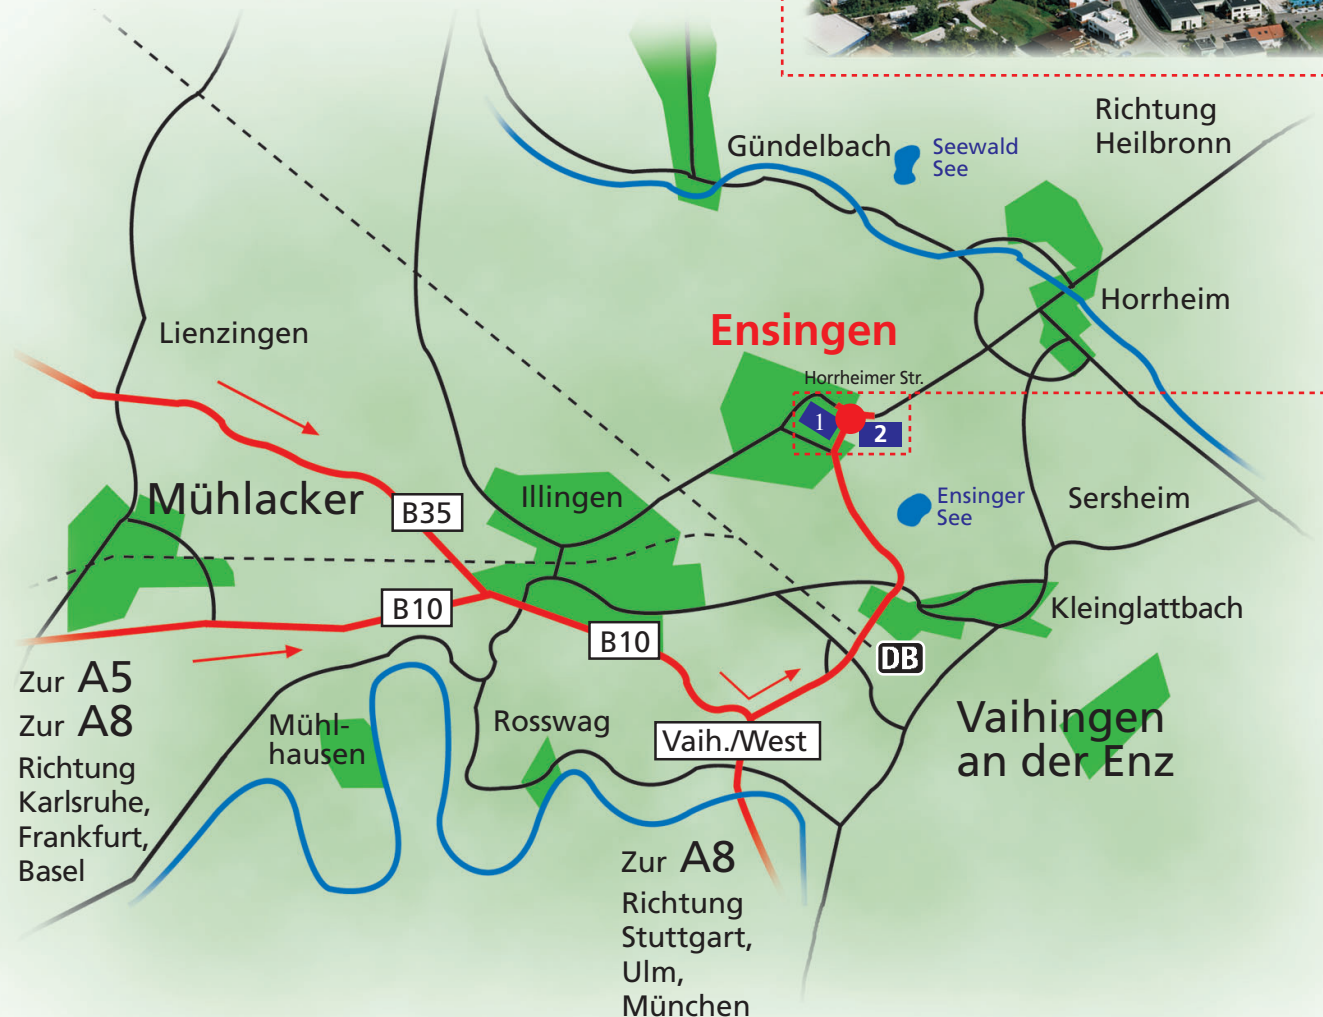 Richtung
Heilbronn
Gündelbach
Seewald
See
Horrheim
Ensingen
Lienzingen
Horrheimer Str.
1
2
Mühlacker
B35
Illingen
Ensinger
See
Sersheim
B10
B10
Kleinglattbach
DB
Zur A5
Zur A8
Richtung
Karlsruhe,
Frankfurt,
Basel
Mühl-
hausen
Rosswag
Vaih./West
Vaihingen
an der Enz
Zur A8
Richtung
Stuttgart,
Ulm,
München